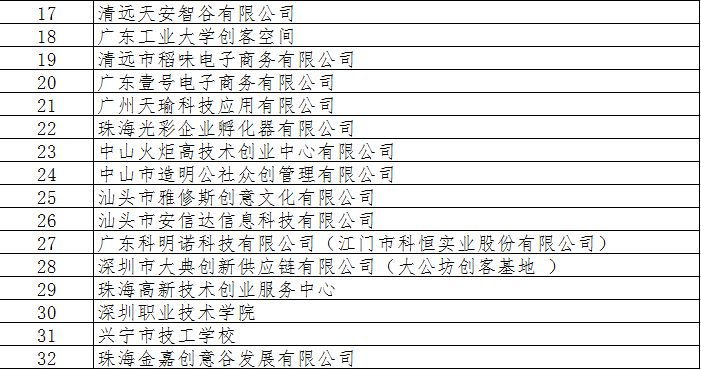 17 清远天安智谷有限公司
18 广东工业大学创客空间
19 清远市稻味电子商务有限公司
20 广东壹号电子商务有限公司
21 广州天瑜科技应用有限公司
22 珠海光彩企业孵化器有限公司
23 中山火炬高技术创业中心有限公司
24 中山市造明公社众创管理有限公司
25 汕头市雅修斯创意文化有限公司
26 汕头市安信达信息科技有限公司
27 广东科明诺科技有限公司（江门市科恒实业股份有限公司）
28 深圳市大典创新供应链有限公司（大公坊创客基地 ）
29 珠海高新技术创业服务中心
30 深圳职业技术学院
31 兴宁市技工学校
32 珠海金嘉创意谷发展有限公司